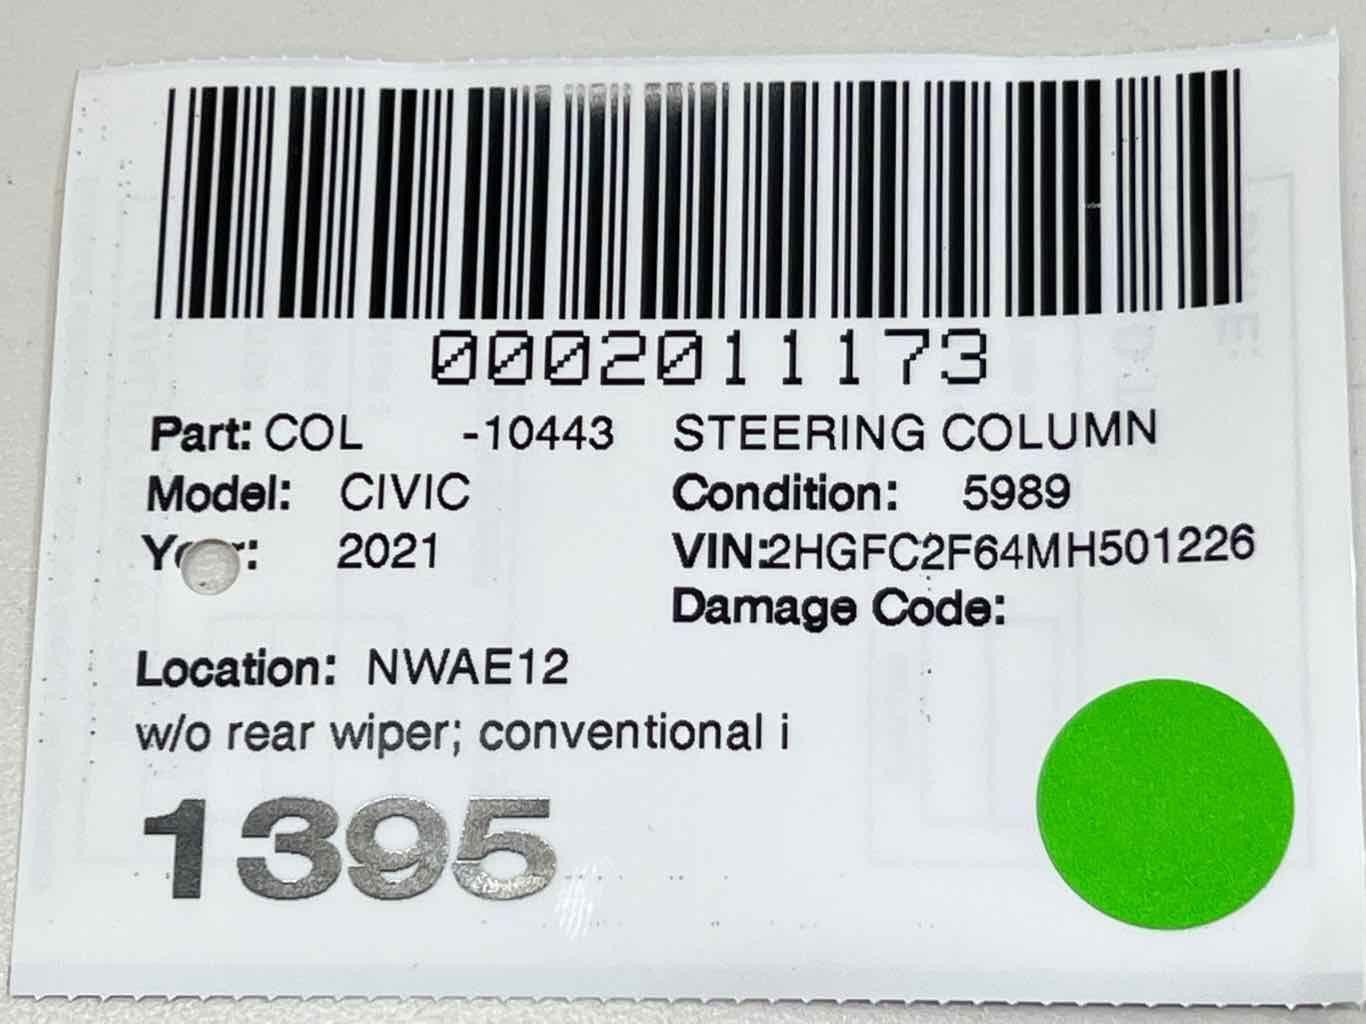 0002011173
Part: COL -10443 STEERING COLUMN
Model: CIVIC Condition: 5989
2021 VIN:2HGFC2F64MH501226
Damage Code:
Location: NWAE12
w/o rear wiper; conventional i
1395